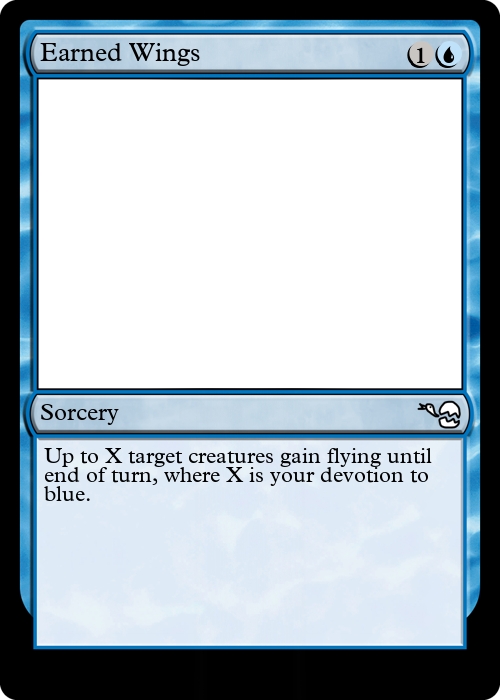 Earned Wings 1
Sorcery
Up to X target creatures gain flying until
end of turn, where X is your devotion to
blue.